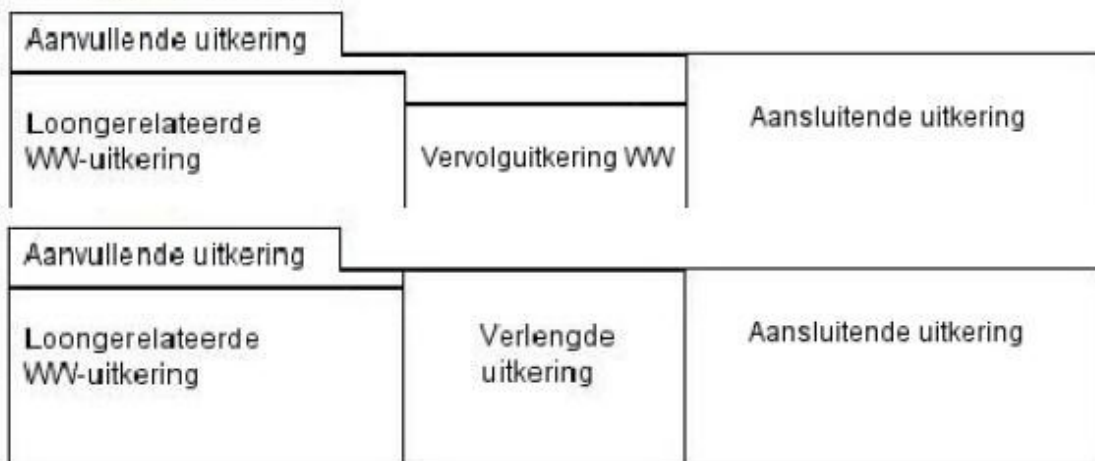 Aanvullende uitkering
Loongerelateerde
WW-uitkering
Vervolguitkering WW
Aansluitende uitkering
Aanvullende uitkering
Loongerelateerde
WW-uitkering
Verlengde
uitkering
Aansluitende uitkering